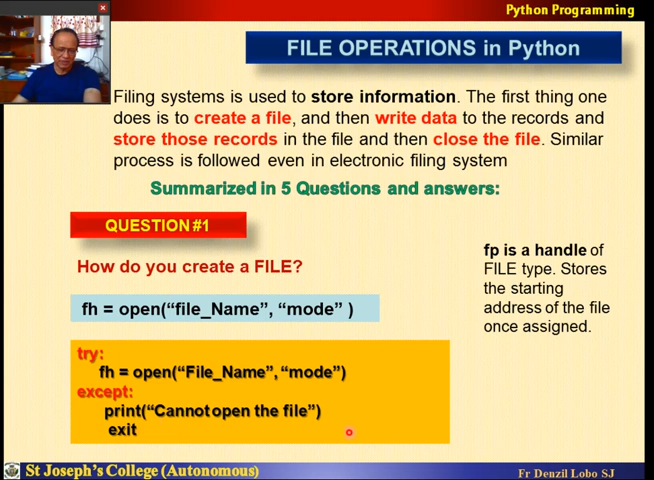 Python Programming
FILE OPERATIONS in Python
Filing systems is used to store information. The first thing one
does is to create a file, and then write data to the records and
store those records in the file and then close the file. Similar
process is followed even in electronic filing system
Summarized in 5 Questions and answers:
QUESTION#1
How do you create a FILE?
fh = open(“file_Name”, “mode” )
fp is a handle of
FILE type. Stores
the starting
address of the file
once assigned.
try:
fh = open(“File_Name”, “mode”)
except:
print(“Cannot open the file”)
exit
St Joseph's College (Autonomous)
Fr Denzil Lobo SJ